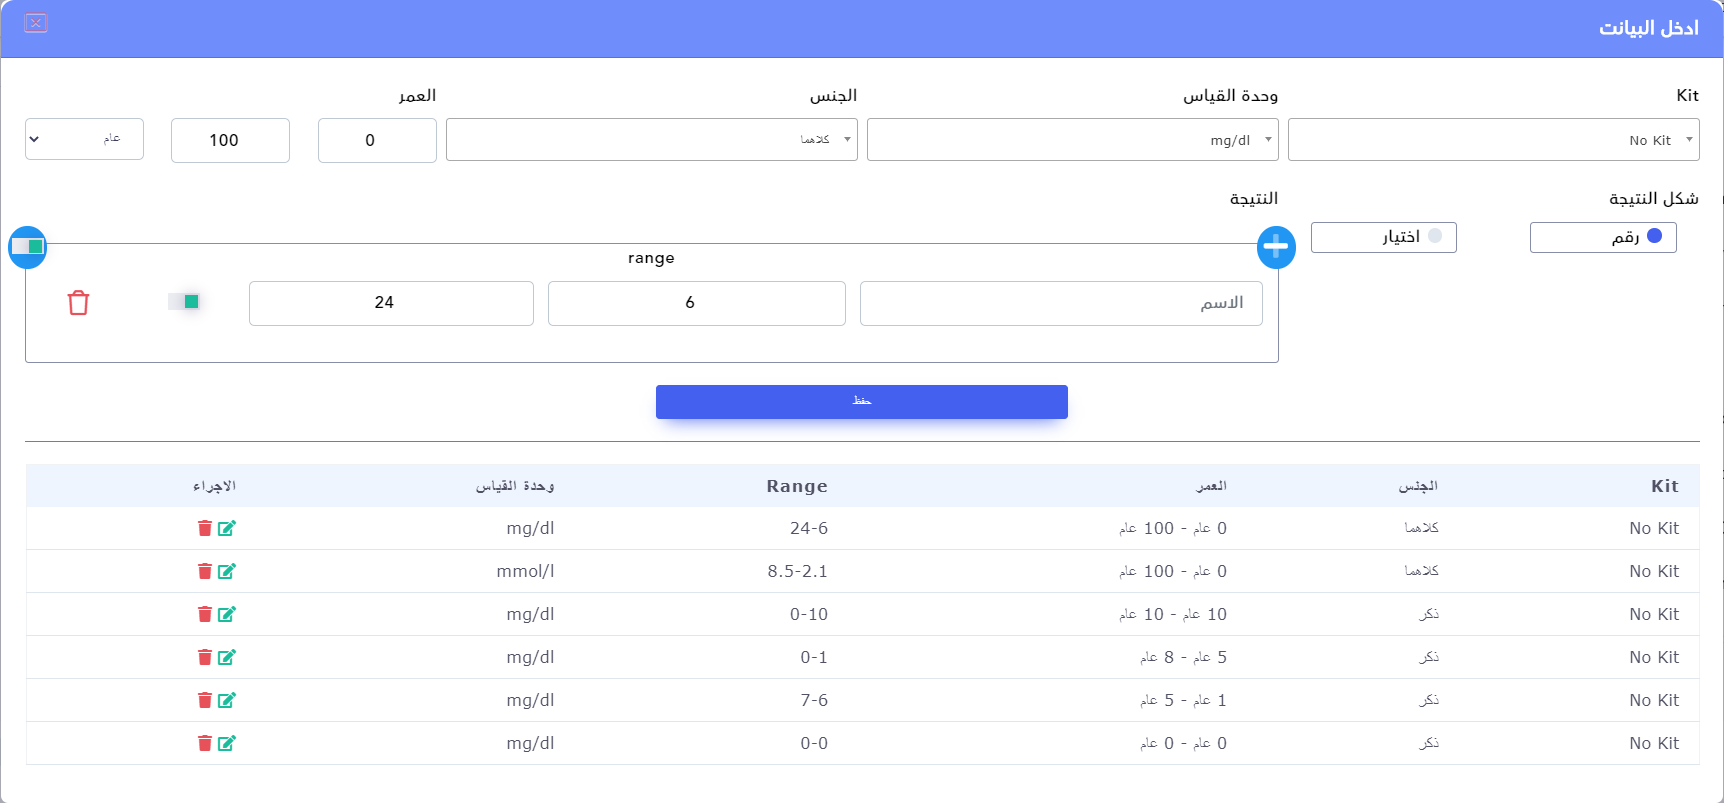 ادخل البيانت
Kit وحدة القياس الجنس العمر
No Kit mg/dl كلاهما 0 100 عام
شكل النتيجة النتيجة
رقم اختيار
range
الاسم 6 24
حفظ
Kit الجنس العمر Range وحدة القياس الاجراء
No Kit كلاهما 0 عام - 100 عام 24-6 mg/dl
No Kit كلاهما 0 عام - 100 عام 8.5-2.1 mmol/l
No Kit ذكر 10 عام - 10 عام 0-10 mg/dl
No Kit ذكر 5 عام - 8 عام 0-1 mg/dl
No Kit ذكر 1 عام - 5 عام 7-6 mg/dl
No Kit ذكر 0 عام - 0 عام 0-0 mg/dl